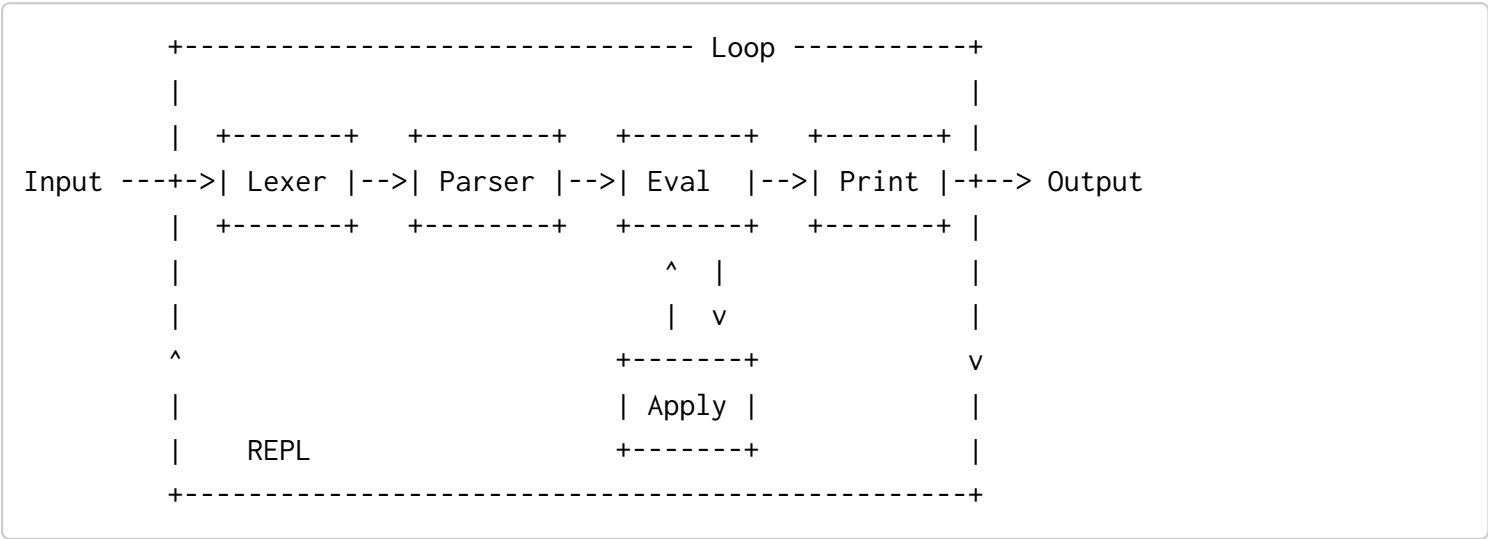 +-------------------------------- Loop -----------+
|                                                 |
|  +-------+   +--------+   +-------+   +-------+ |
Input ---+->| Lexer |-->| Parser |-->| Eval  |-->| Print |-+--> Output
|  +-------+   +--------+   +-------+   +-------+ |
|                              ^  |               |
|                              |  v               |
^                           +-------+             v
|                           | Apply |             |
|    REPL                   +-------+             |
+-------------------------------------------------+